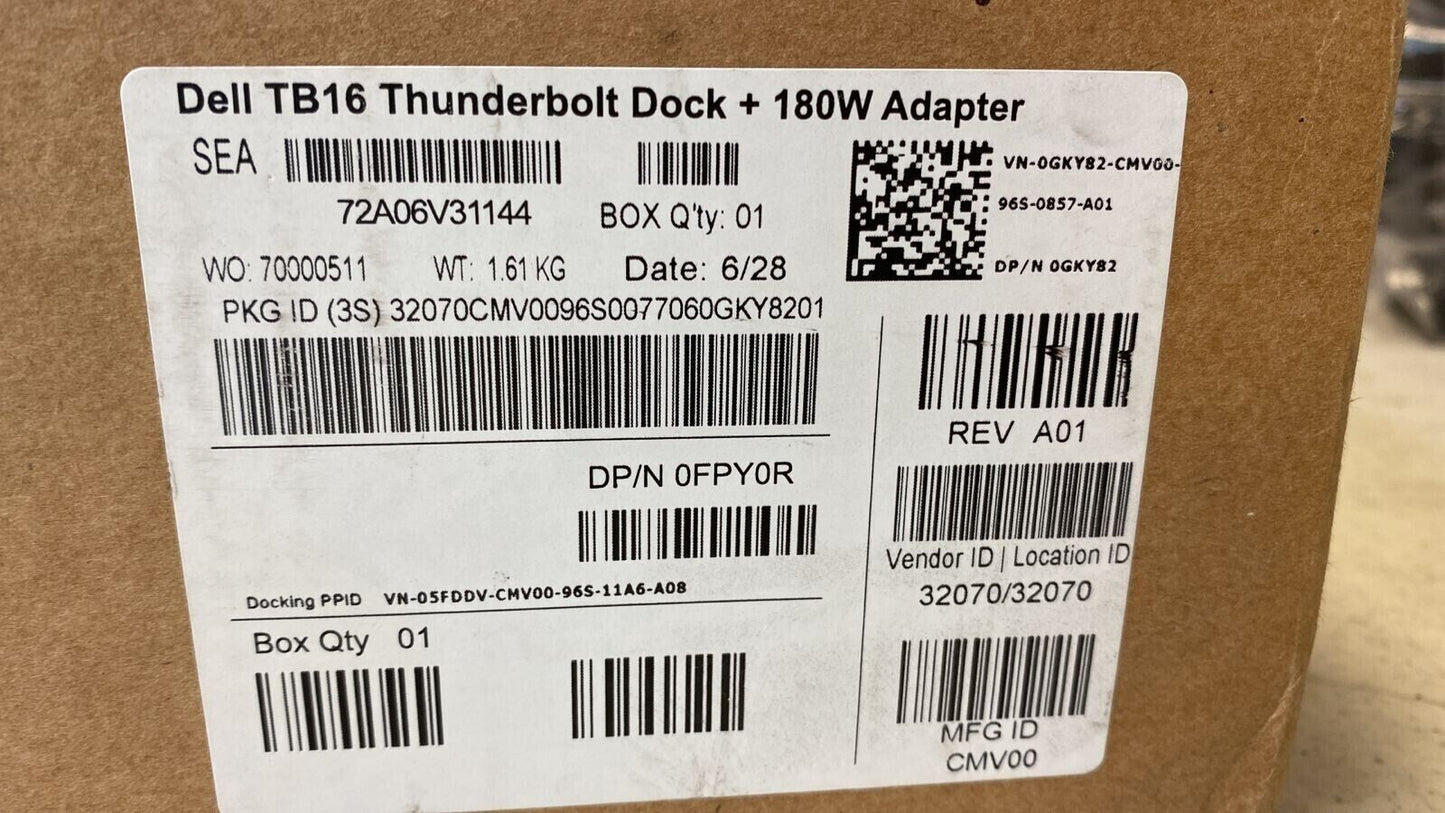 Dell TB16 Thunderbolt Dock + 180W Adapter
SEA
72A06V31144
BOX Q'ty: 01
VN-0GKY82-CMV00-
96S-0857-A01
DP/N 0GKY82
WO: 70000511 WT: 1.61 KG Date: 6/28
PKG ID (3S) 32070CMV0096S0077060GKY8201
REV A01
DP/N 0FPY0R
Vendor ID | Location ID
32070/32070
Docking PPID VN-05FDDV-CMV00-96S-11A6-A08
Box Qty 01
MFG ID
CMV00